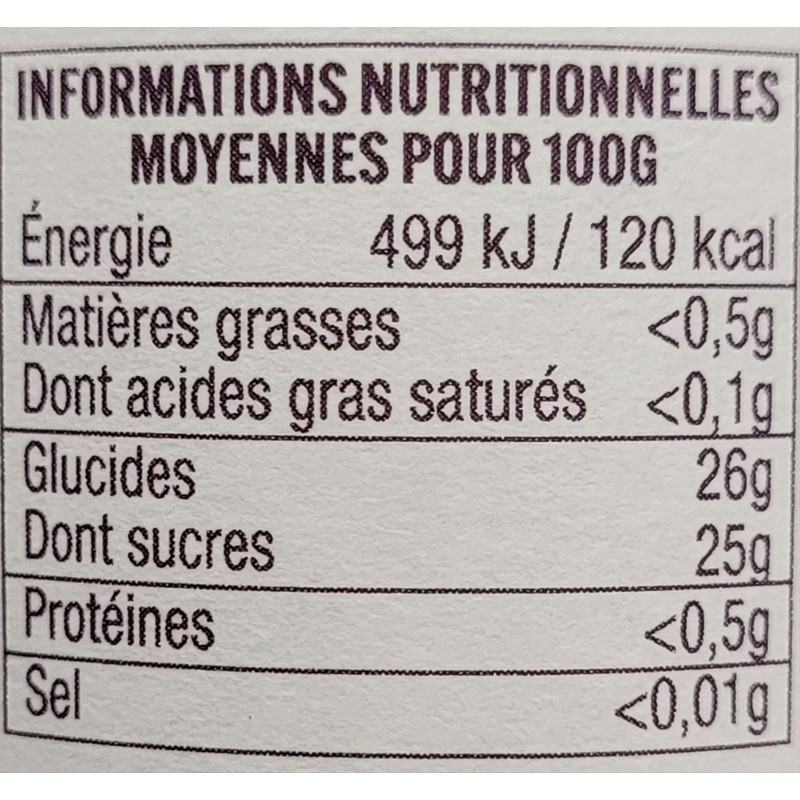 INFORMATIONS NUTRITIONNELLES
MOYENNES POUR 100G
Énergie 499 kJ / 120 kcal
Matières grasses <0,5g
Dont acides gras saturés <0,1g
Glucides 26g
Dont sucres 25g
Protéines <0,5g
Sel <0,01g